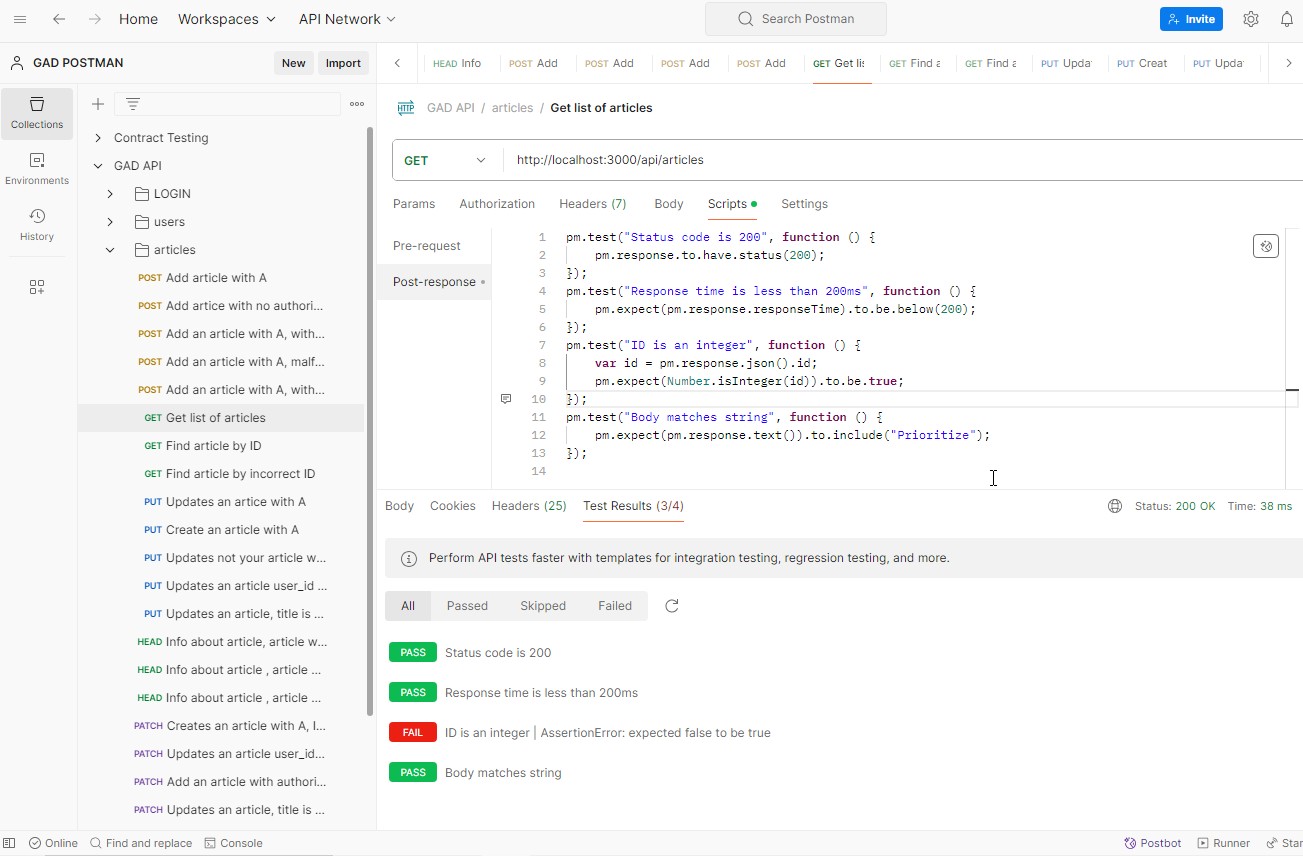 Home Workspaces API Network Search Postman Invite
GAD POSTMAN New Import
HEAD Info POST Add POST Add POST Add POST Add GET Get lis GET Find a GET Find a PUT Upda PUT Creat PUT Upda
Collections
Environments
History
Contract Testing
GAD API
LOGIN
users
articles
POST Add article with A
POST Add artice with no authori...
POST Add an article with A, with...
POST Add an article with A, malf...
POST Add an article with A, with...
GET Get list of articles
GET Find article by ID
GET Find article by incorrect ID
PUT Updates an artice with A
PUT Create an article with A
PUT Updates not your article w...
PUT Updates an article user_id ...
PUT Updates an article, title is ...
HEAD Info about article, article w...
HEAD Info about article , article ...
HEAD Info about article , article ...
PATCH Creates an article with A, I...
PATCH Updates an article user_id...
PATCH Add an article with authori...
PATCH Updates an article, title is ...
HTTP GAD API / articles / Get list of articles
GET http://localhost:3000/api/articles
Params Authorization Headers (7) Body Scripts Settings
Pre-request
Post-response
1 pm.test("Status code is 200", function () {
2 pm.response.to.have.status(200);
3 });
4 pm.test("Response time is less than 200ms", function () {
5 pm.expect(pm.response.responseTime).to.be.below(200);
6 });
7 pm.test("ID is an integer", function () {
8 var id = pm.response.json().id;
9 pm.expect(Number.isInteger(id)).to.be.true;
10 });
11 pm.test("Body matches string", function () {
12 pm.expect(pm.response.text()).to.include("Prioritize");
13 });
14
Body Cookies Headers (25) Test Results (3/4) Status: 200 OK Time: 38 ms
Perform API tests faster with templates for integration testing, regression testing, and more.
All Passed Skipped Failed
PASS Status code is 200
PASS Response time is less than 200ms
FAIL ID is an integer | AssertionError: expected false to be true
PASS Body matches string
Online Find and replace Console Postbot Runner Star